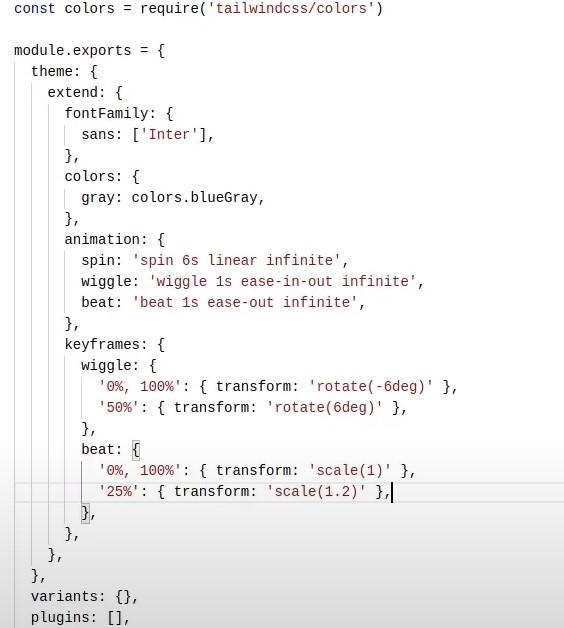 const colors = require('tailwindcss/colors')
module.exports = {
theme: {
extend: {
fontFamily: {
sans: ['Inter'],
},
colors: {
gray: colors.blueGray,
},
animation: {
spin: 'spin 6s linear infinite',
wiggle: 'wiggle 1s ease-in-out infinite',
beat: 'beat 1s ease-out infinite',
},
keyframes: {
wiggle: {
'0%, 100%': { transform: 'rotate(-6deg)' },
'50%': { transform: 'rotate(6deg)' },
},
beat: {
'0%, 100%': { transform: 'scale(1)' },
'25%': { transform: 'scale(1.2)' },
},
},
},
},
variants: {},
plugins: [],